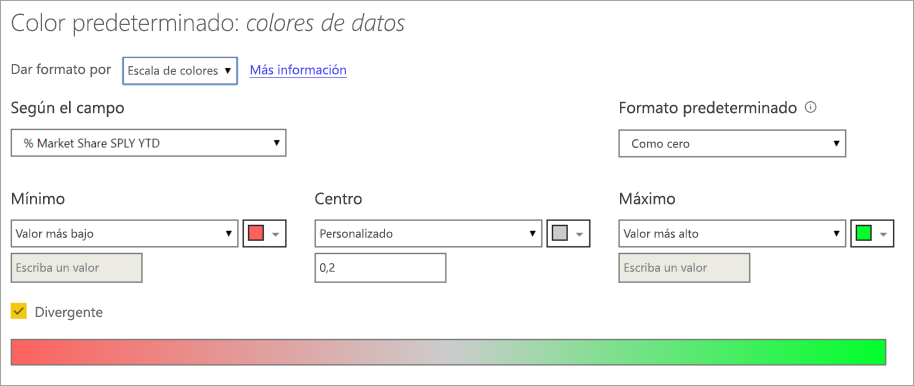 Color predeterminado: colores de datos
Dar formato por Escala de colores Más información
Según el campo Formato predeterminado
% Market Share SPLY YTD Como cero
Mínimo Centro Máximo
Valor más bajo Personalizado Valor más alto
Escriba un valor 0,2 Escriba un valor
Divergente